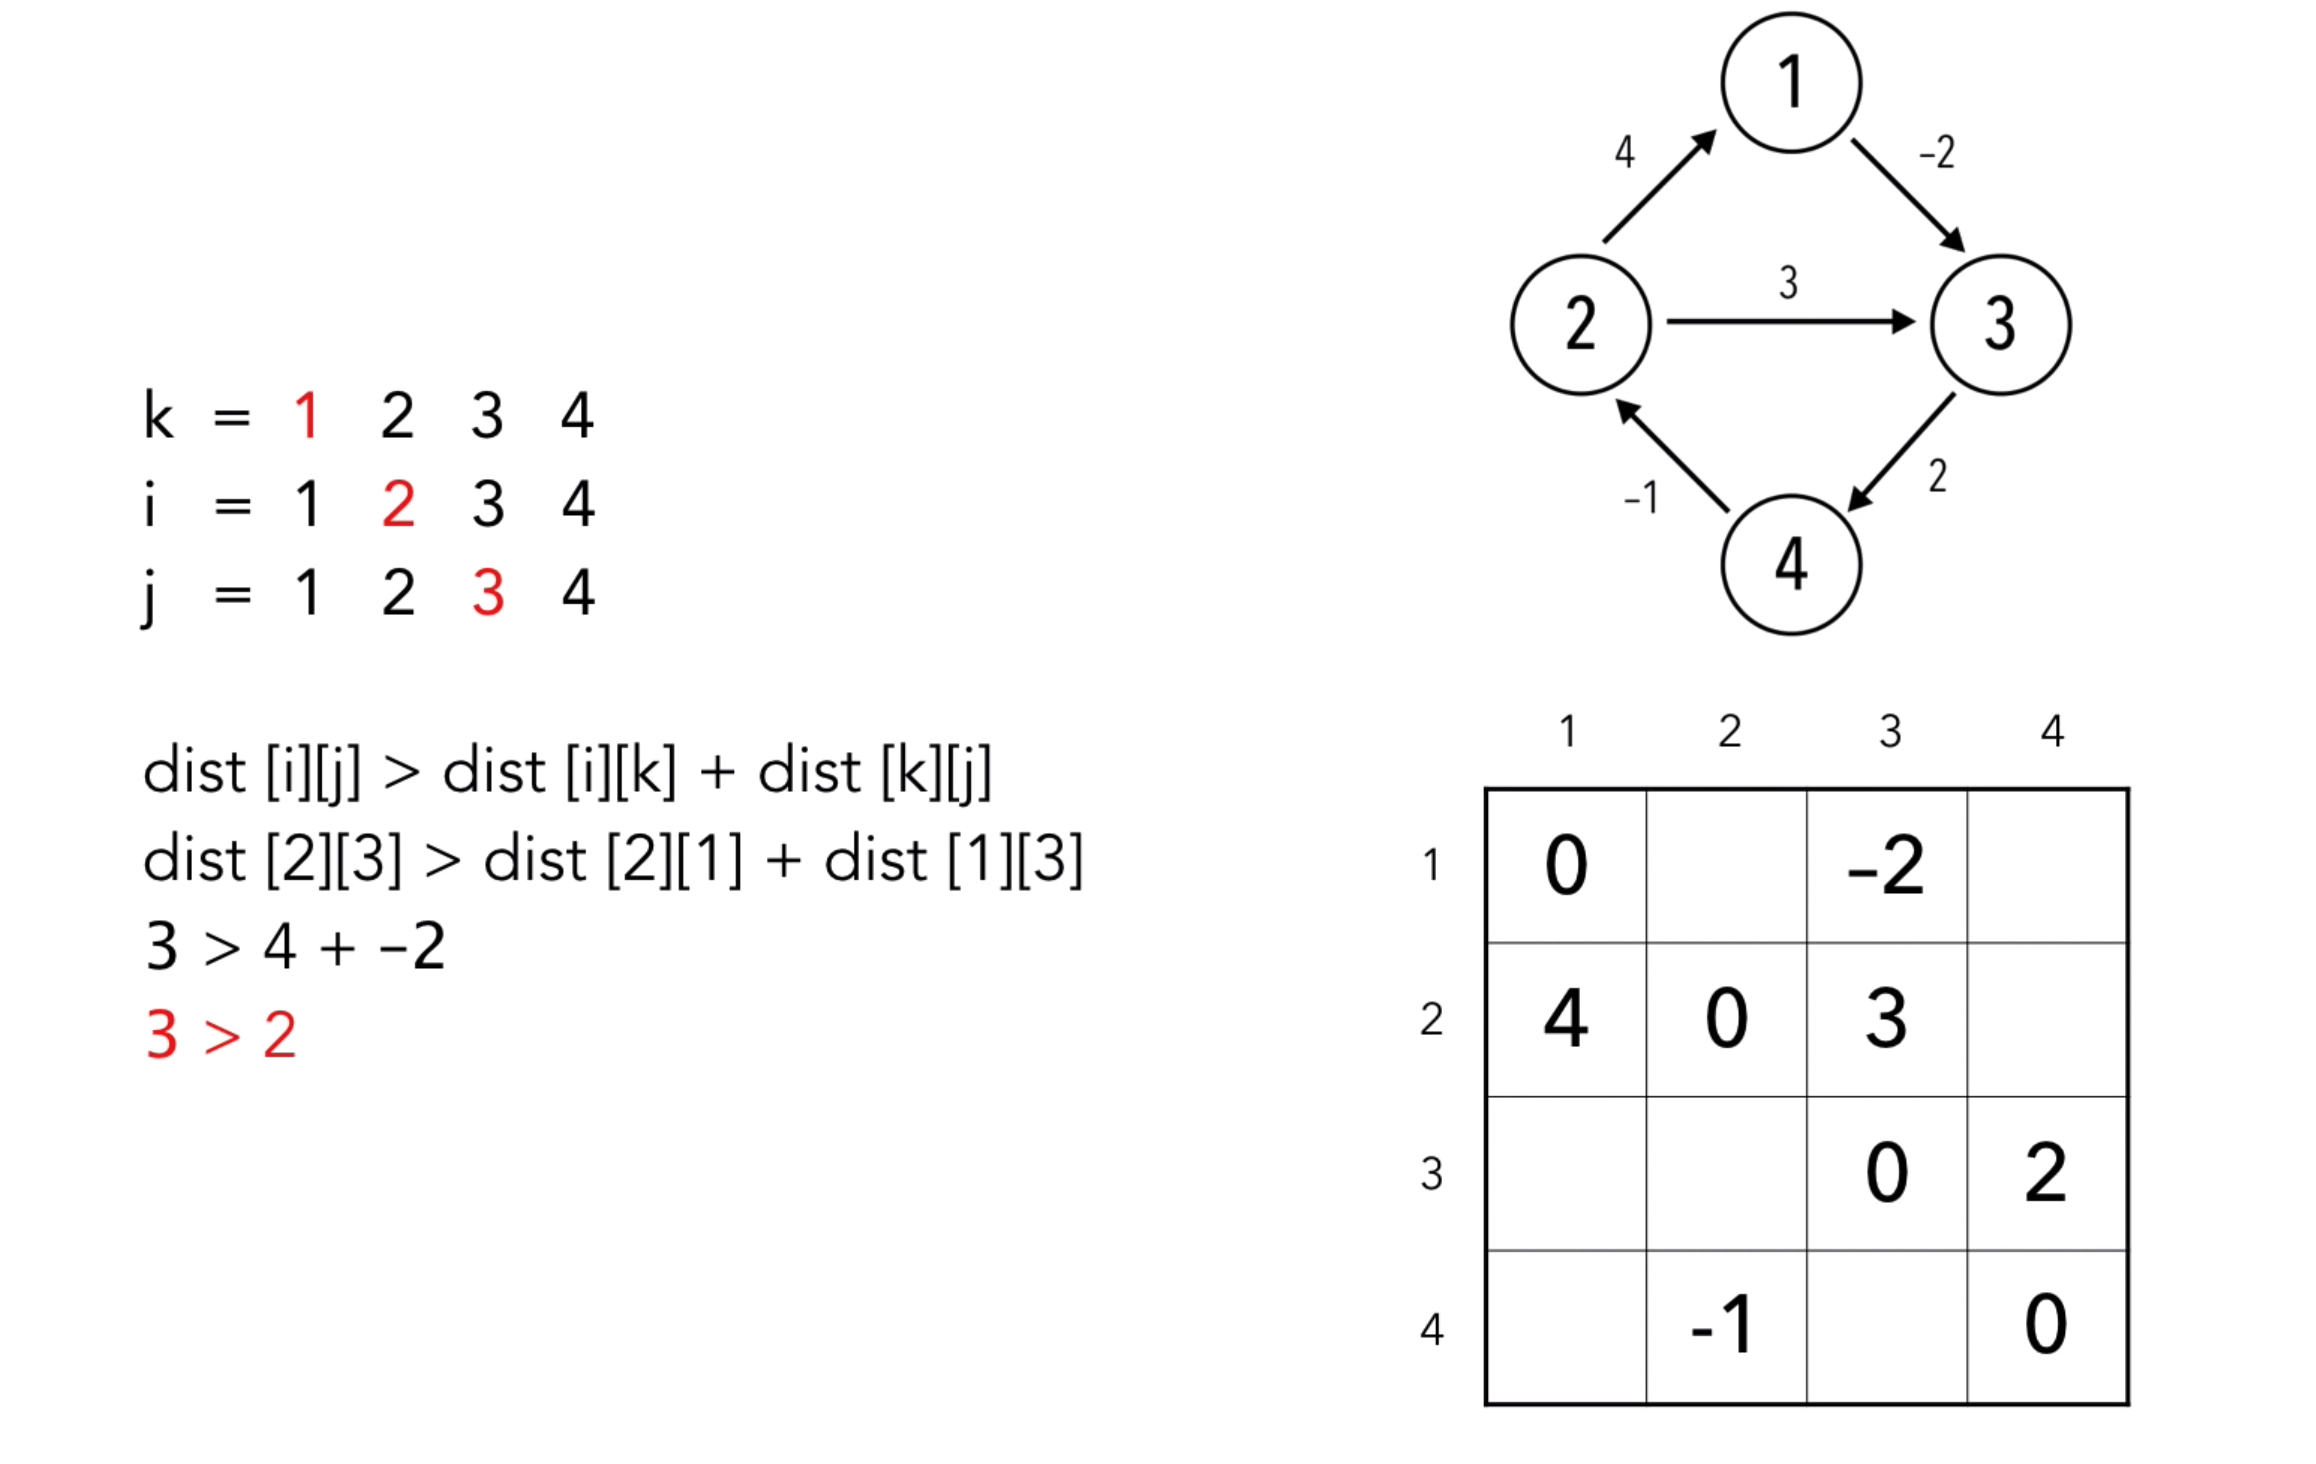 k = 1 2 3 4
i = 1 2 3 4
j = 1 2 3 4
dist [i][j] > dist [i][k] + dist [k][j]
dist [2][3] > dist [2][1] + dist [1][3]
3 > 4 + –2
3 > 2
1
4 –2
3
2 3
–1 2
4
1 2 3 4
1 0 –2
2 4 0 3
3 0 2
4 -1 0